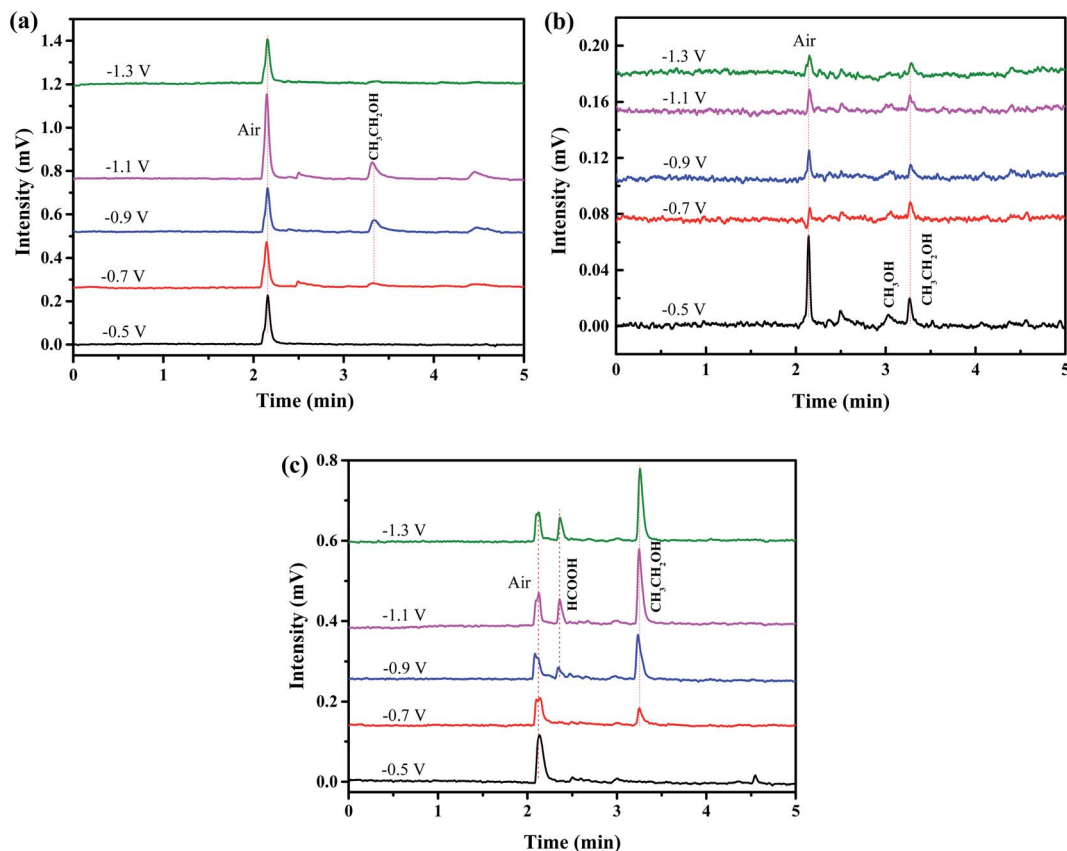 (a)
Intensity (mV)
1.4
1.2
1.0
0.8
0.6
0.4
0.2
0.0
-1.3 V
Air
CH₃CH₂OH
-1.1 V
-0.9 V
-0.7 V
-0.5 V
0 1 2 3 4 5
Time (min)
(b)
Intensity (mV)
0.20
0.16
0.12
0.08
0.04
0.00
Air
-1.3 V
-1.1 V
-0.9 V
-0.7 V
CH₃OH
CH₃CH₂OH
-0.5 V
0 1 2 3 4 5
Time (min)
(c)
Intensity (mV)
0.8
0.6
0.4
0.2
0.0
-1.3 V
Air
HCOOH
CH₃CH₂OH
-1.1 V
-0.9 V
-0.7 V
-0.5 V
0 1 2 3 4 5
Time (min)